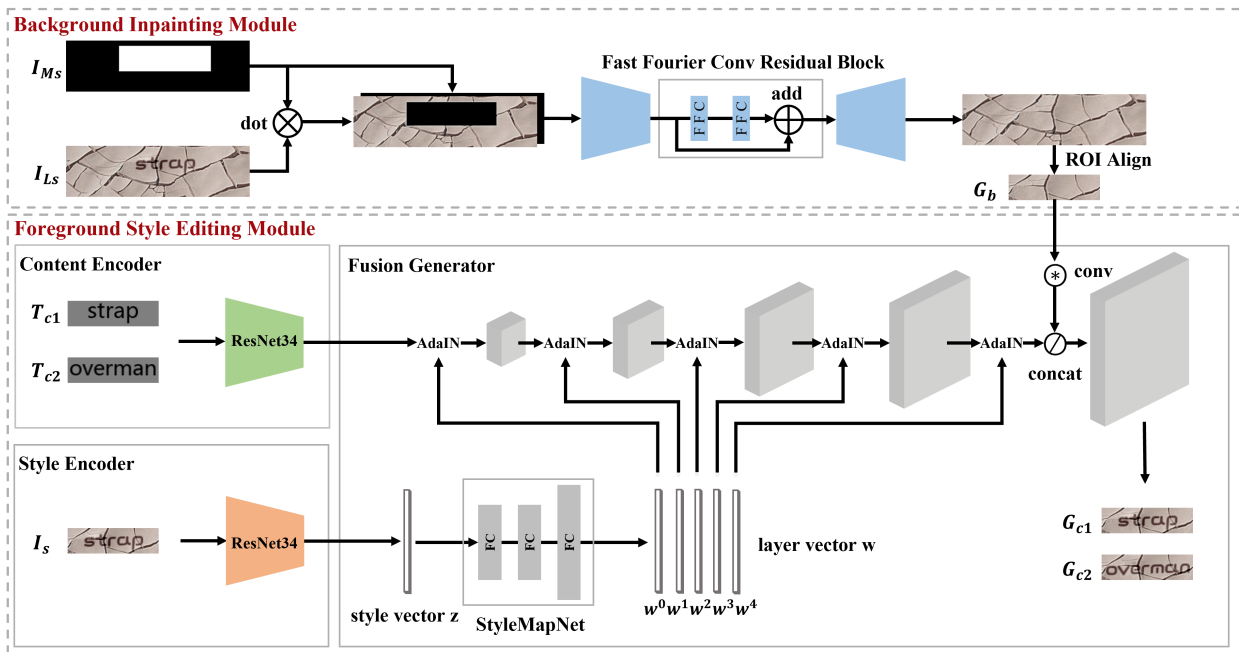 Background Inpainting Module
I_Ms
Fast Fourier Conv Residual Block
add
dot
FFC
FFC
strap
I_Ls
ROI Align
G_b
Foreground Style Editing Module
Content Encoder
Fusion Generator
conv
T_c1 strap
ResNet34
AdaIN
AdaIN
AdaIN
AdaIN
AdaIN
T_c2 overman
concat
Style Encoder
I_s strap
ResNet34
FC
FC
FC
layer vector w
G_c1 strap
G_c2 overman
w^0 w^1 w^2 w^3 w^4
style vector z
StyleMapNet